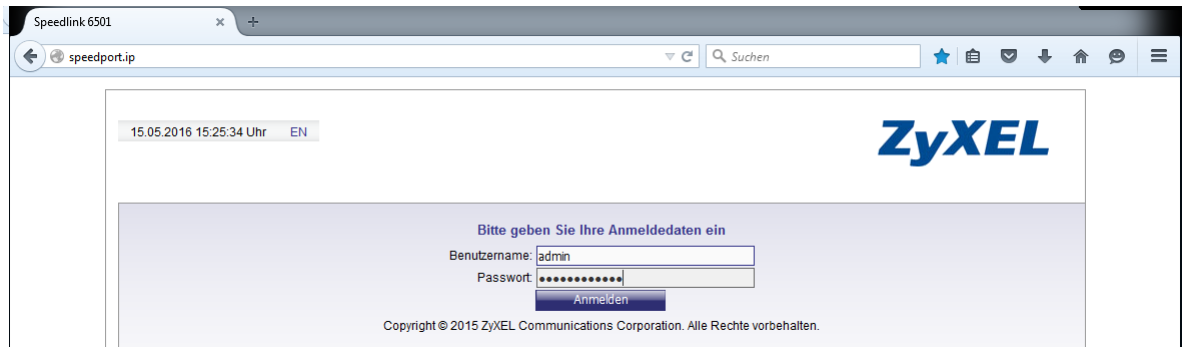 Speedlink 6501
speedport.ip
Suchen
15.05.2016 15:25:34 Uhr EN
ZyXEL
Bitte geben Sie Ihre Anmeldedaten ein
Benutzername: admin
Passwort: ••••••••••••
Anmelden
Copyright © 2015 ZyXEL Communications Corporation. Alle Rechte vorbehalten.